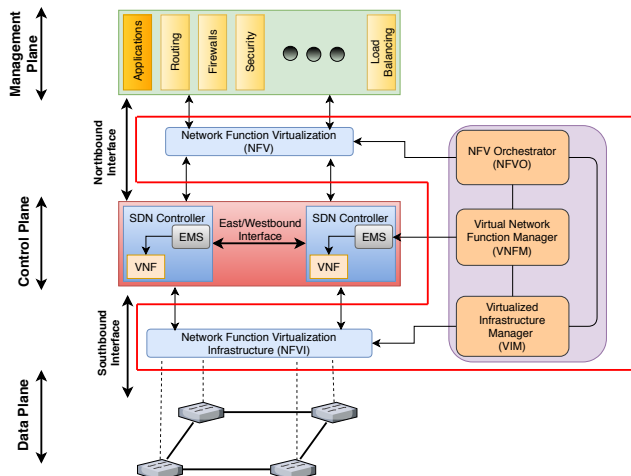 Management
Plane
Applications
Routing
Firewalls
Security
Load
Balancing
Northbound
Interface
Network Function Virtualization
(NFV)
NFV Orchestrator
(NFVO)
Control Plane
SDN Controller
EMS
VNF
East/Westbound
Interface
SDN Controller
EMS
VNF
Virtual Network
Function Manager
(VNFM)
Southbound
Interface
Network Function Virtualization
Infrastructure (NFVI)
Virtualized
Infrastructure
Manager
(VIM)
Data Plane